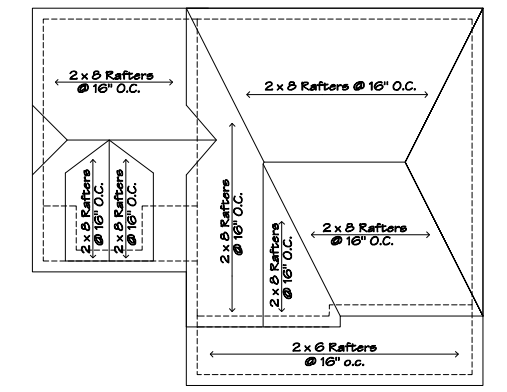 2 x 8 Rafters
@ 16" O.C.
2 x 8 Rafters @ 16" O.C.
2 x 8 Rafters
@ 16" O.C.
2 x 8 Rafters
@ 16" O.C.
2 x 8 Rafters
@ 16" O.C.
2 x 8 Rafters
@ 16" O.C.
2 x 8 Rafters
@ 16" O.C.
2 x 6 Rafters
@ 16" o.c.